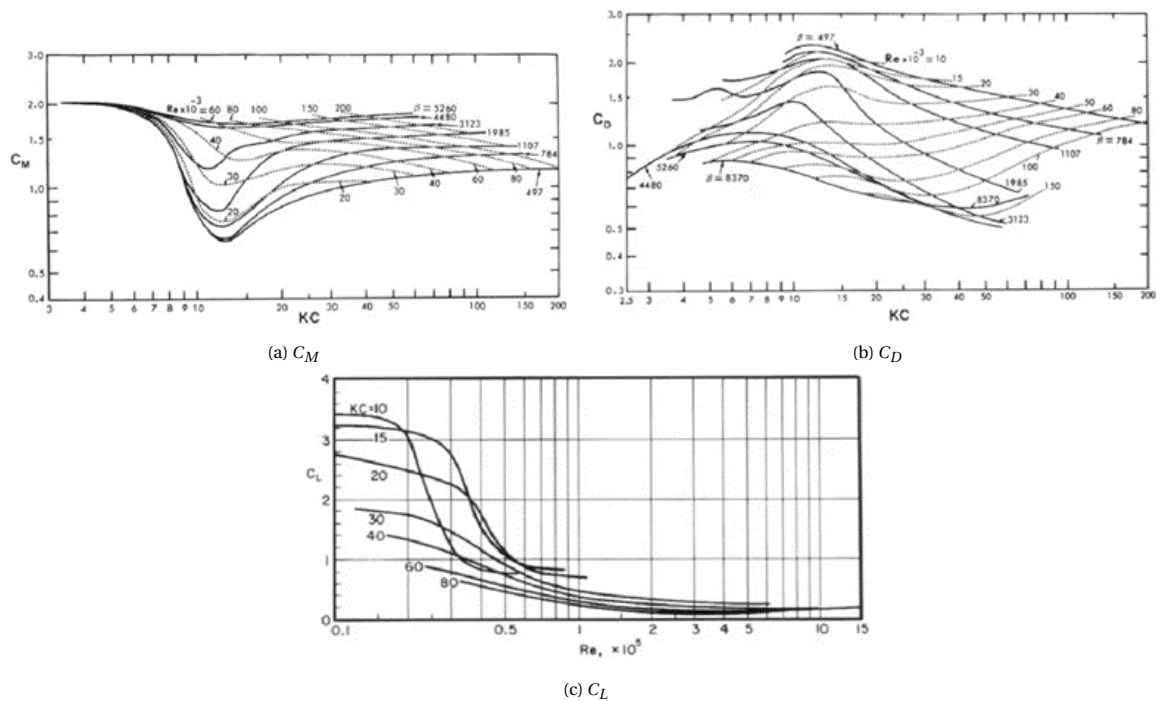 3.0
2.0
1.5
C_M
1.0
0.5
0.4
Re x 10^-3 = 60 80 100 150 200
β = 5260
4480
3123
1985
1107
784
497
40
30
20
20 30 40 60 80
3 4 5 6 7 8 9 10 20 30 40 50 100 150 200
KC
(a) C_M
3.0
2.0
1.5
C_D
1.0
0.5
0.4
0.3
β = 497
Re x 10^-3 = 10
15
20
30
40
50
60
80
β = 784
1107
100
150
1985
8370
3123
5260
4480
β = 8370
2.5 3 4 5 6 7 8 9 10 15 20 30 40 50 100 150 200
KC
(b) C_D
4
3
C_L
2
1
0
KC=10
15
20
30
40
60
80
0.1 0.5 1 2 3 4 5 10 15
Re, ×10^5
(c) C_L